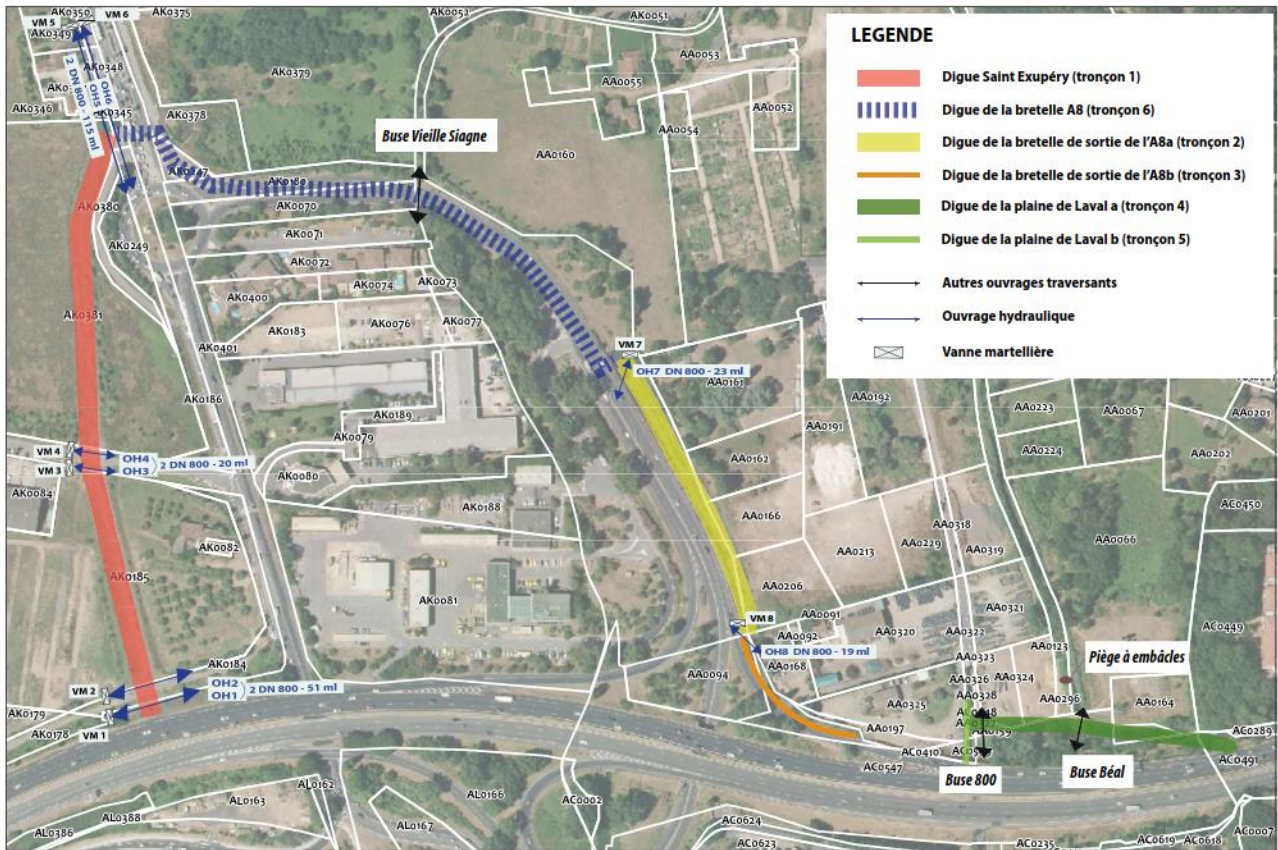 LEGENDE
Digue Saint Exupéry (tronçon 1)
Digue de la bretelle A8 (tronçon 6)
Digue de la bretelle de sortie de l'A8a (tronçon 2)
Digue de la bretelle de sortie de l'A8b (tronçon 3)
Digue de la plaine de Laval a (tronçon 4)
Digue de la plaine de Laval b (tronçon 5)
Autres ouvrages traversants
Ouvrage hydraulique
Vanne martellière
AK0350
VM 6
AK0375
VM 5
AK0349
AK0348
AK0346
AK0345
OH6
OH5
2 DN 800 - 115 ml
AK0379
AK0378
AK0247
AK0180
AK0380
AK0070
AK0249
AK0071
AK0072
AK0400
AK0074
AK0073
AK0183
AK0076
AK0077
AK0381
AK0401
AK0186
AK0189
AK0079
VM 4
VM 3
OH4
OH3
2 DN 800 - 20 ml
AK0080
AK0084
AK0188
AK0082
AK0185
AK0081
AK0184
VM 2
OH2
OH1
2 DN 800 - 51 ml
AK0179
AK0178
VM 1
Buse Vieille Siagne
AA0052
AA0051
AA0053
AA0055
AA0052
AA0054
AA0160
VM 7
OH7 DN 800 - 23 ml
AA0161
AA0192
AA0191
AA0162
AA0166
AA0213
AA0229
AA0318
AA0319
AA0206
AA0223
AA0067
AA0201
AA0224
AA0202
AC0450
AA0066
VM 8
AA0091
AA0092
OH8 DN 800 - 19 ml
AA0168
AA0094
AA0320
AA0321
AA0322
AA0323
AA0123
AC0449
Piège à embâcles
AA0326
AA0324
AA0328
AA0296
AA0164
AA0325
AA0197
AC0410
AC0547
AC0289
AC0491
Buse 800
Buse Béal
AL0162
AL0163
AL0166
AL0167
AL0388
AL0386
AC0002
AC0624
AC0623
AC0235
AC0619
AC0618
AC0007